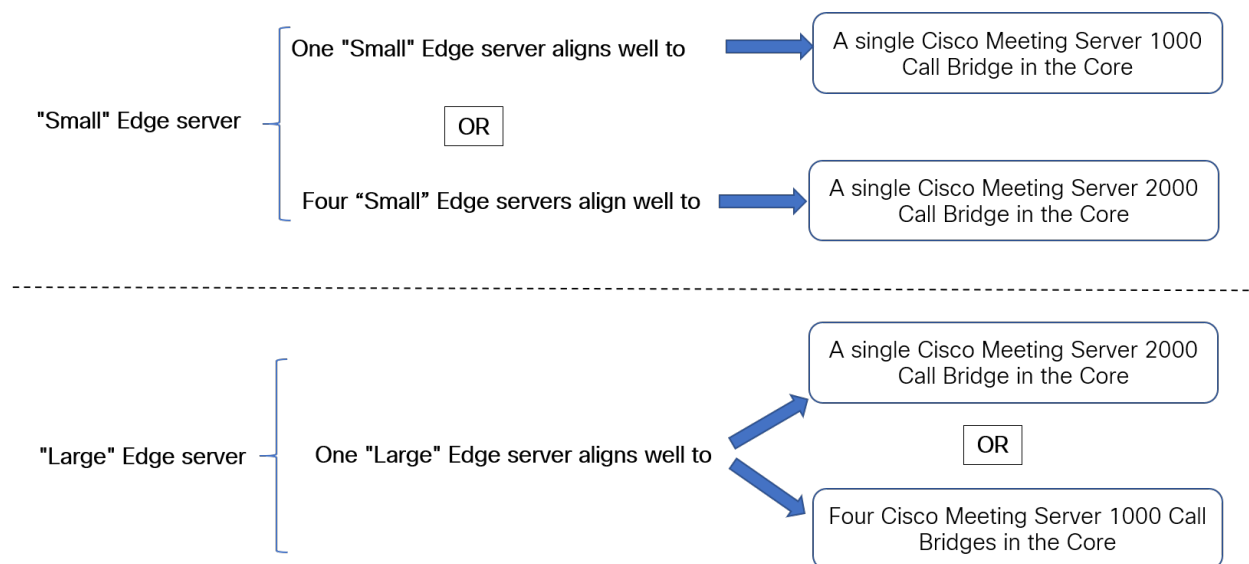 One "Small" Edge server aligns well to
A single Cisco Meeting Server 1000
Call Bridge in the Core
"Small" Edge server
OR
Four “Small” Edge servers align well to
A single Cisco Meeting Server 2000
Call Bridge in the Core
A single Cisco Meeting Server 2000
Call Bridge in the Core
"Large" Edge server
One "Large" Edge server aligns well to
OR
Four Cisco Meeting Server 1000 Call
Bridges in the Core